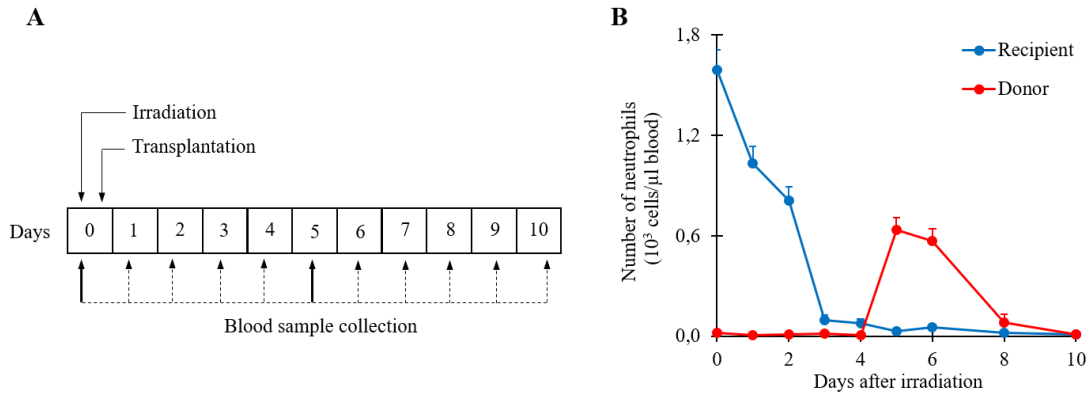 A
Irradiation
Transplantation
Days 0 1 2 3 4 5 6 7 8 9 10
Blood sample collection
B
Number of neutrophils
(10³ cells/µl blood)
1,8
1,2
0,6
0,0
0 2 4 6 8 10
Days after irradiation
Recipient
Donor